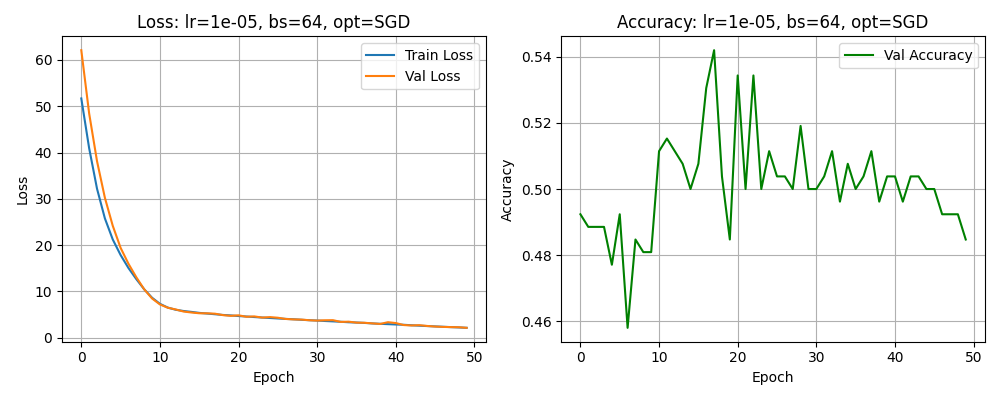 Loss: lr=1e-05, bs=64, opt=SGD
Train Loss
Val Loss
60
50
40
30
20
10
0
Loss
0 10 20 30 40 50
Epoch
Accuracy: lr=1e-05, bs=64, opt=SGD
Val Accuracy
0.54
0.52
0.50
0.48
0.46
Accuracy
0 10 20 30 40 50
Epoch